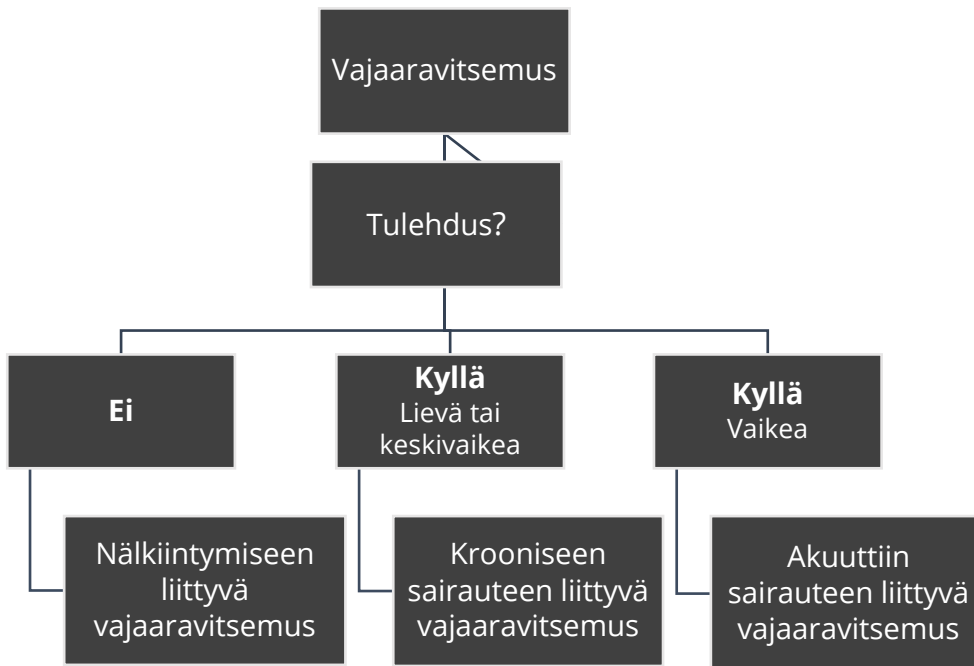 Vajaaravitsemus
Tulehdus?
Ei
Kyllä
Lievä tai
keskivaikea
Kyllä
Vaikea
Nälkiintymiseen
liittyvä
vajaaravitsemus
Krooniseen
sairauteen liittyvä
vajaaravitsemus
Akuuttiin
sairauteen liittyvä
vajaaravitsemus